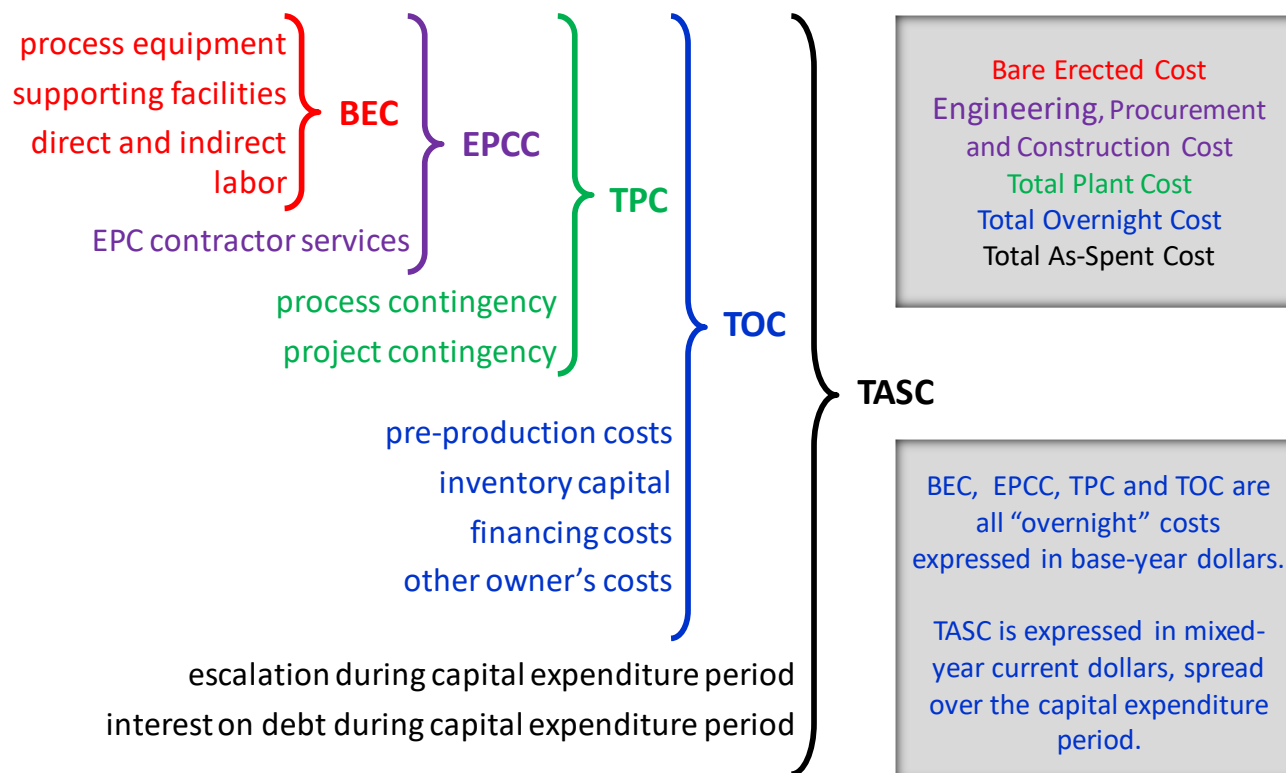 process equipment
supporting facilities
direct and indirect
labor
BEC
EPC contractor services
EPCC
process contingency
project contingency
TPC
pre-production costs
inventory capital
financing costs
other owner’s costs
TOC
escalation during capital expenditure period
interest on debt during capital expenditure period
TASC
Bare Erected Cost
Engineering, Procurement
and Construction Cost
Total Plant Cost
Total Overnight Cost
Total As-Spent Cost
BEC, EPCC, TPC and TOC are
all “overnight” costs
expressed in base-year dollars.
TASC is expressed in mixed-
year current dollars, spread
over the capital expenditure
period.